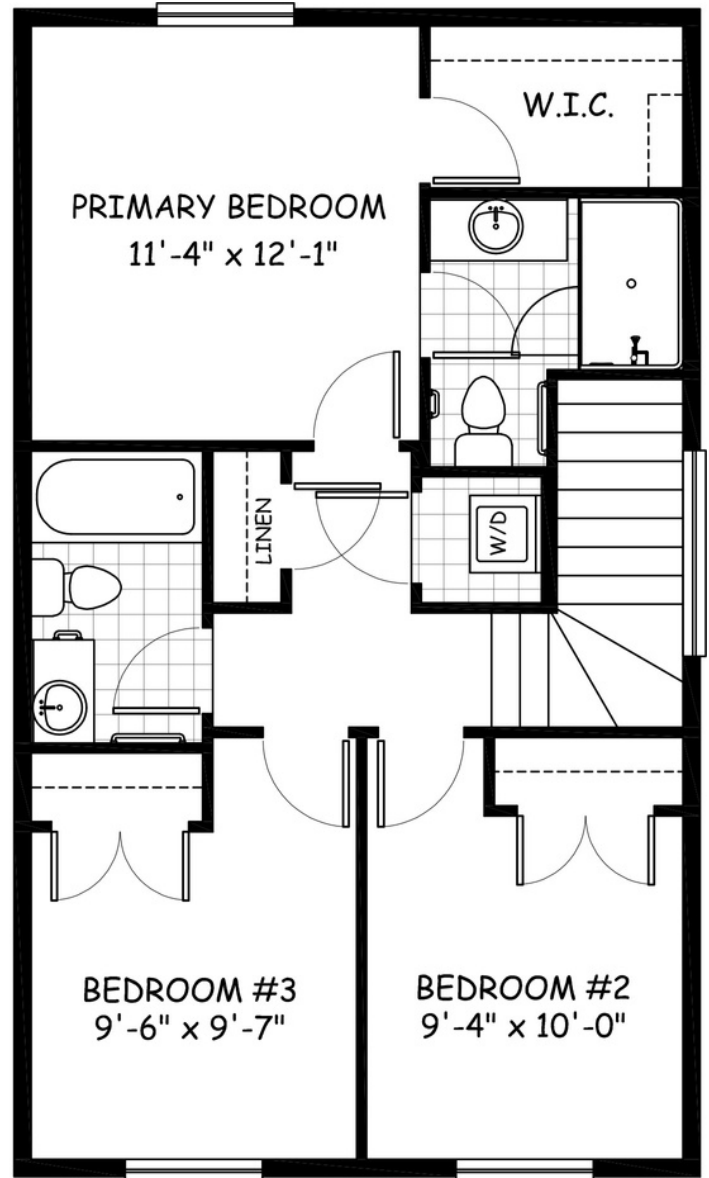 W.I.C.
PRIMARY BEDROOM
11'-4" x 12'-1"
LINEN
W/D
BEDROOM #3
9'-6" x 9'-7"
BEDROOM #2
9'-4" x 10'-0"